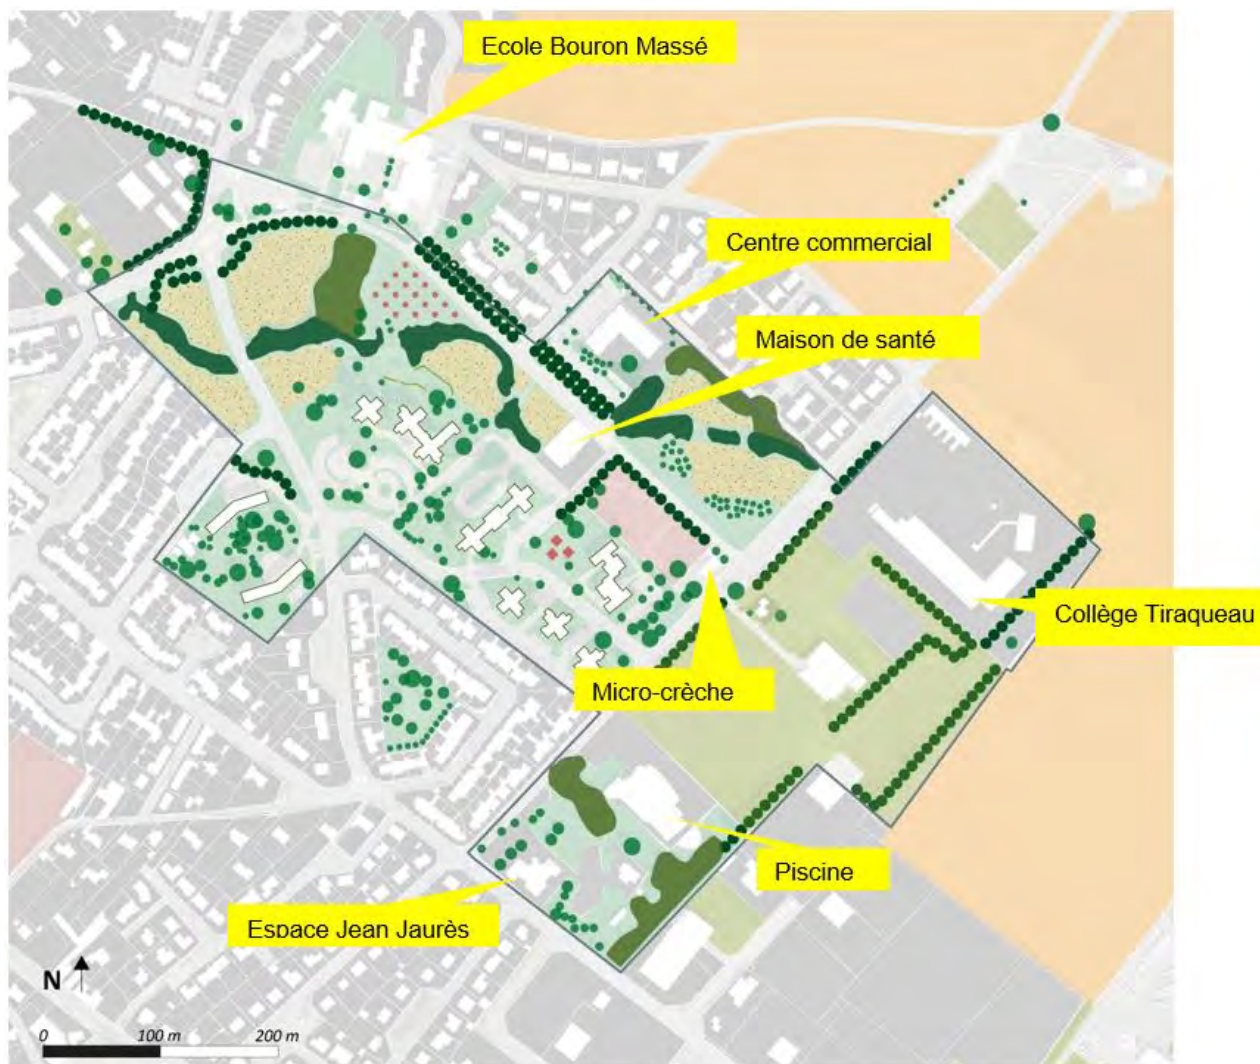 Ecole Bouron Massé
Centre commercial
Maison de santé
Collège Tiraqueau
Micro-crèche
Piscine
Espace Jean Jaurès
N
0 100 m 200 m